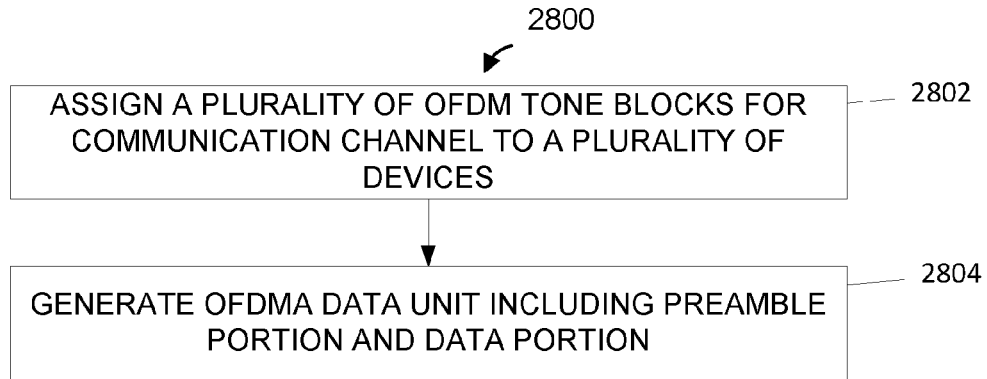 2800
ASSIGN A PLURALITY OF OFDM TONE BLOCKS FOR
COMMUNICATION CHANNEL TO A PLURALITY OF
DEVICES
2802
GENERATE OFDMA DATA UNIT INCLUDING PREAMBLE
PORTION AND DATA PORTION
2804